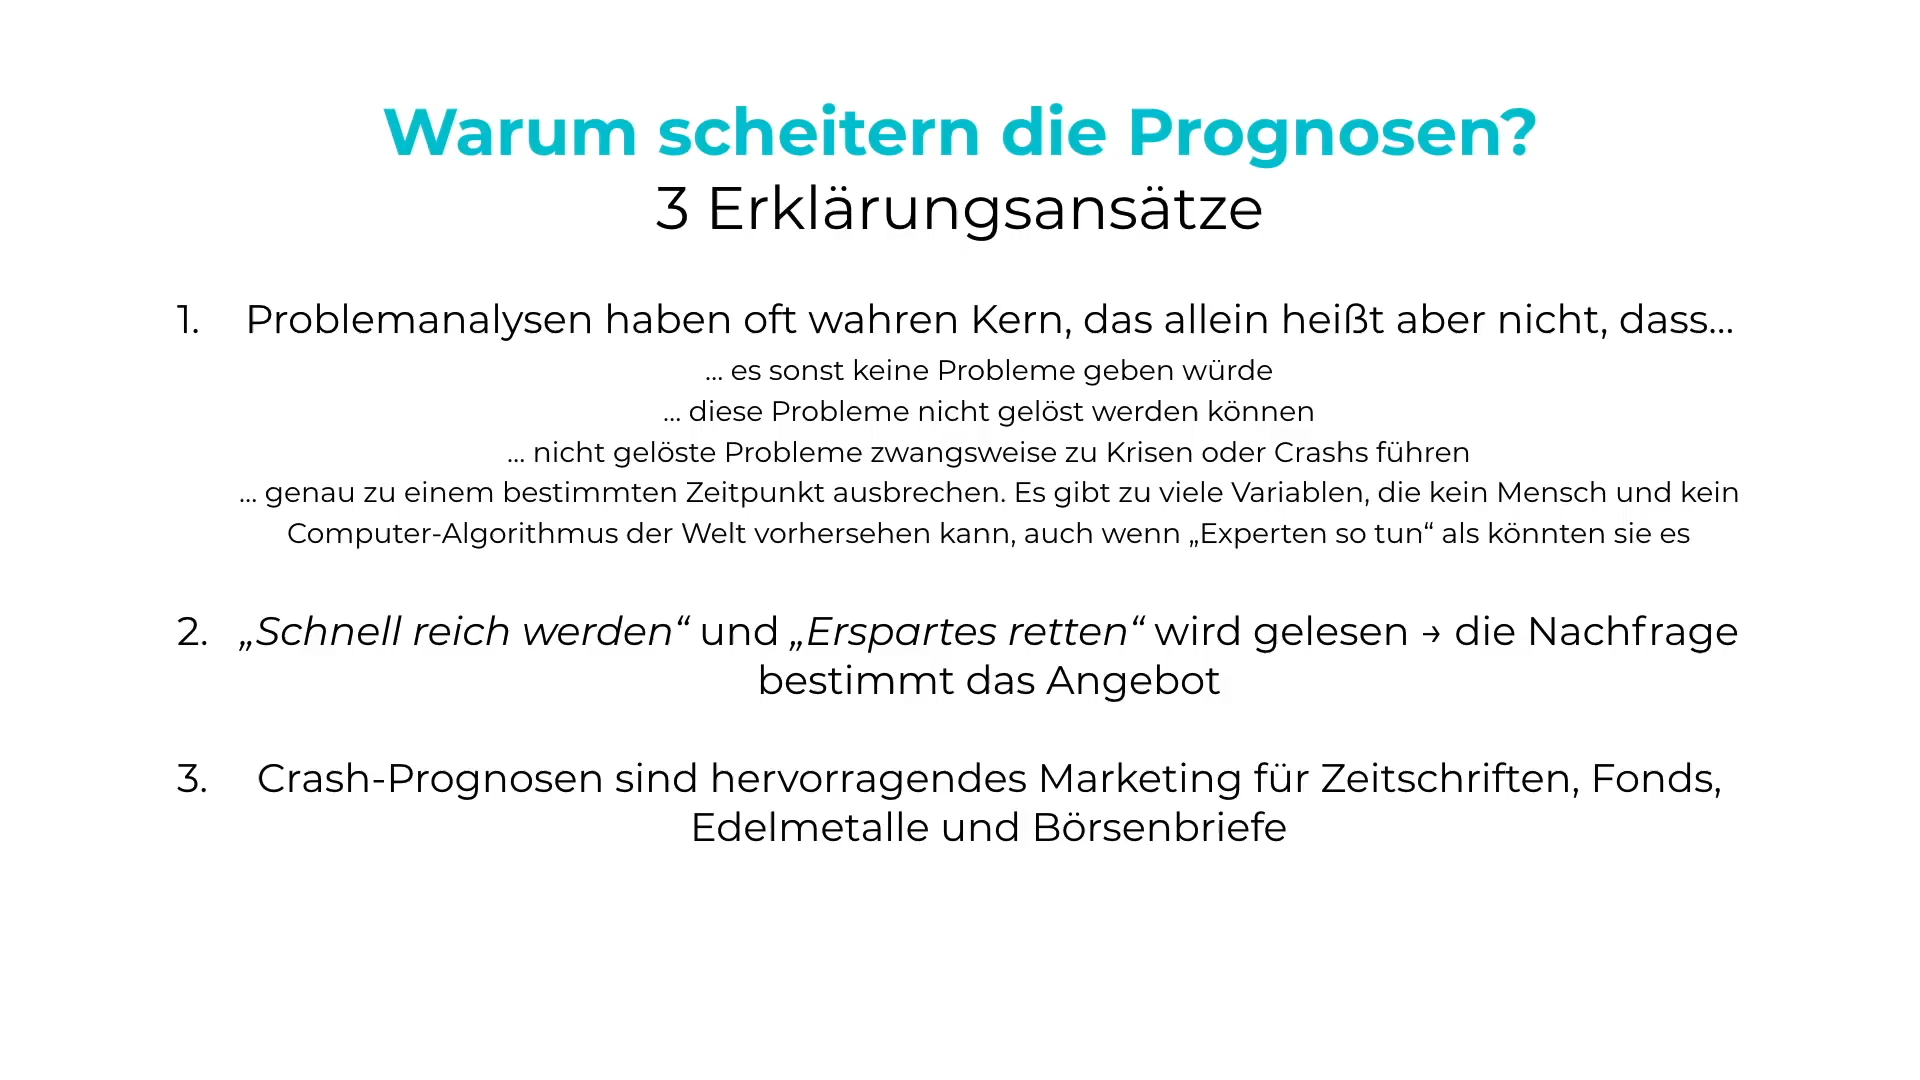 Warum scheitern die Prognosen?
3 Erklärungsansätze
1. Problemanalysen haben oft wahren Kern, das allein heißt aber nicht, dass...
... es sonst keine Probleme geben würde
... diese Probleme nicht gelöst werden können
... nicht gelöste Probleme zwangsweise zu Krisen oder Crashs führen
... genau zu einem bestimmten Zeitpunkt ausbrechen. Es gibt zu viele Variablen, die kein Mensch und kein
Computer-Algorithmus der Welt vorhersehen kann, auch wenn „Experten so tun“ als könnten sie es
2. „Schnell reich werden“ und „Erspartes retten“ wird gelesen → die Nachfrage
bestimmt das Angebot
3. Crash-Prognosen sind hervorragendes Marketing für Zeitschriften, Fonds,
Edelmetalle und Börsenbriefe